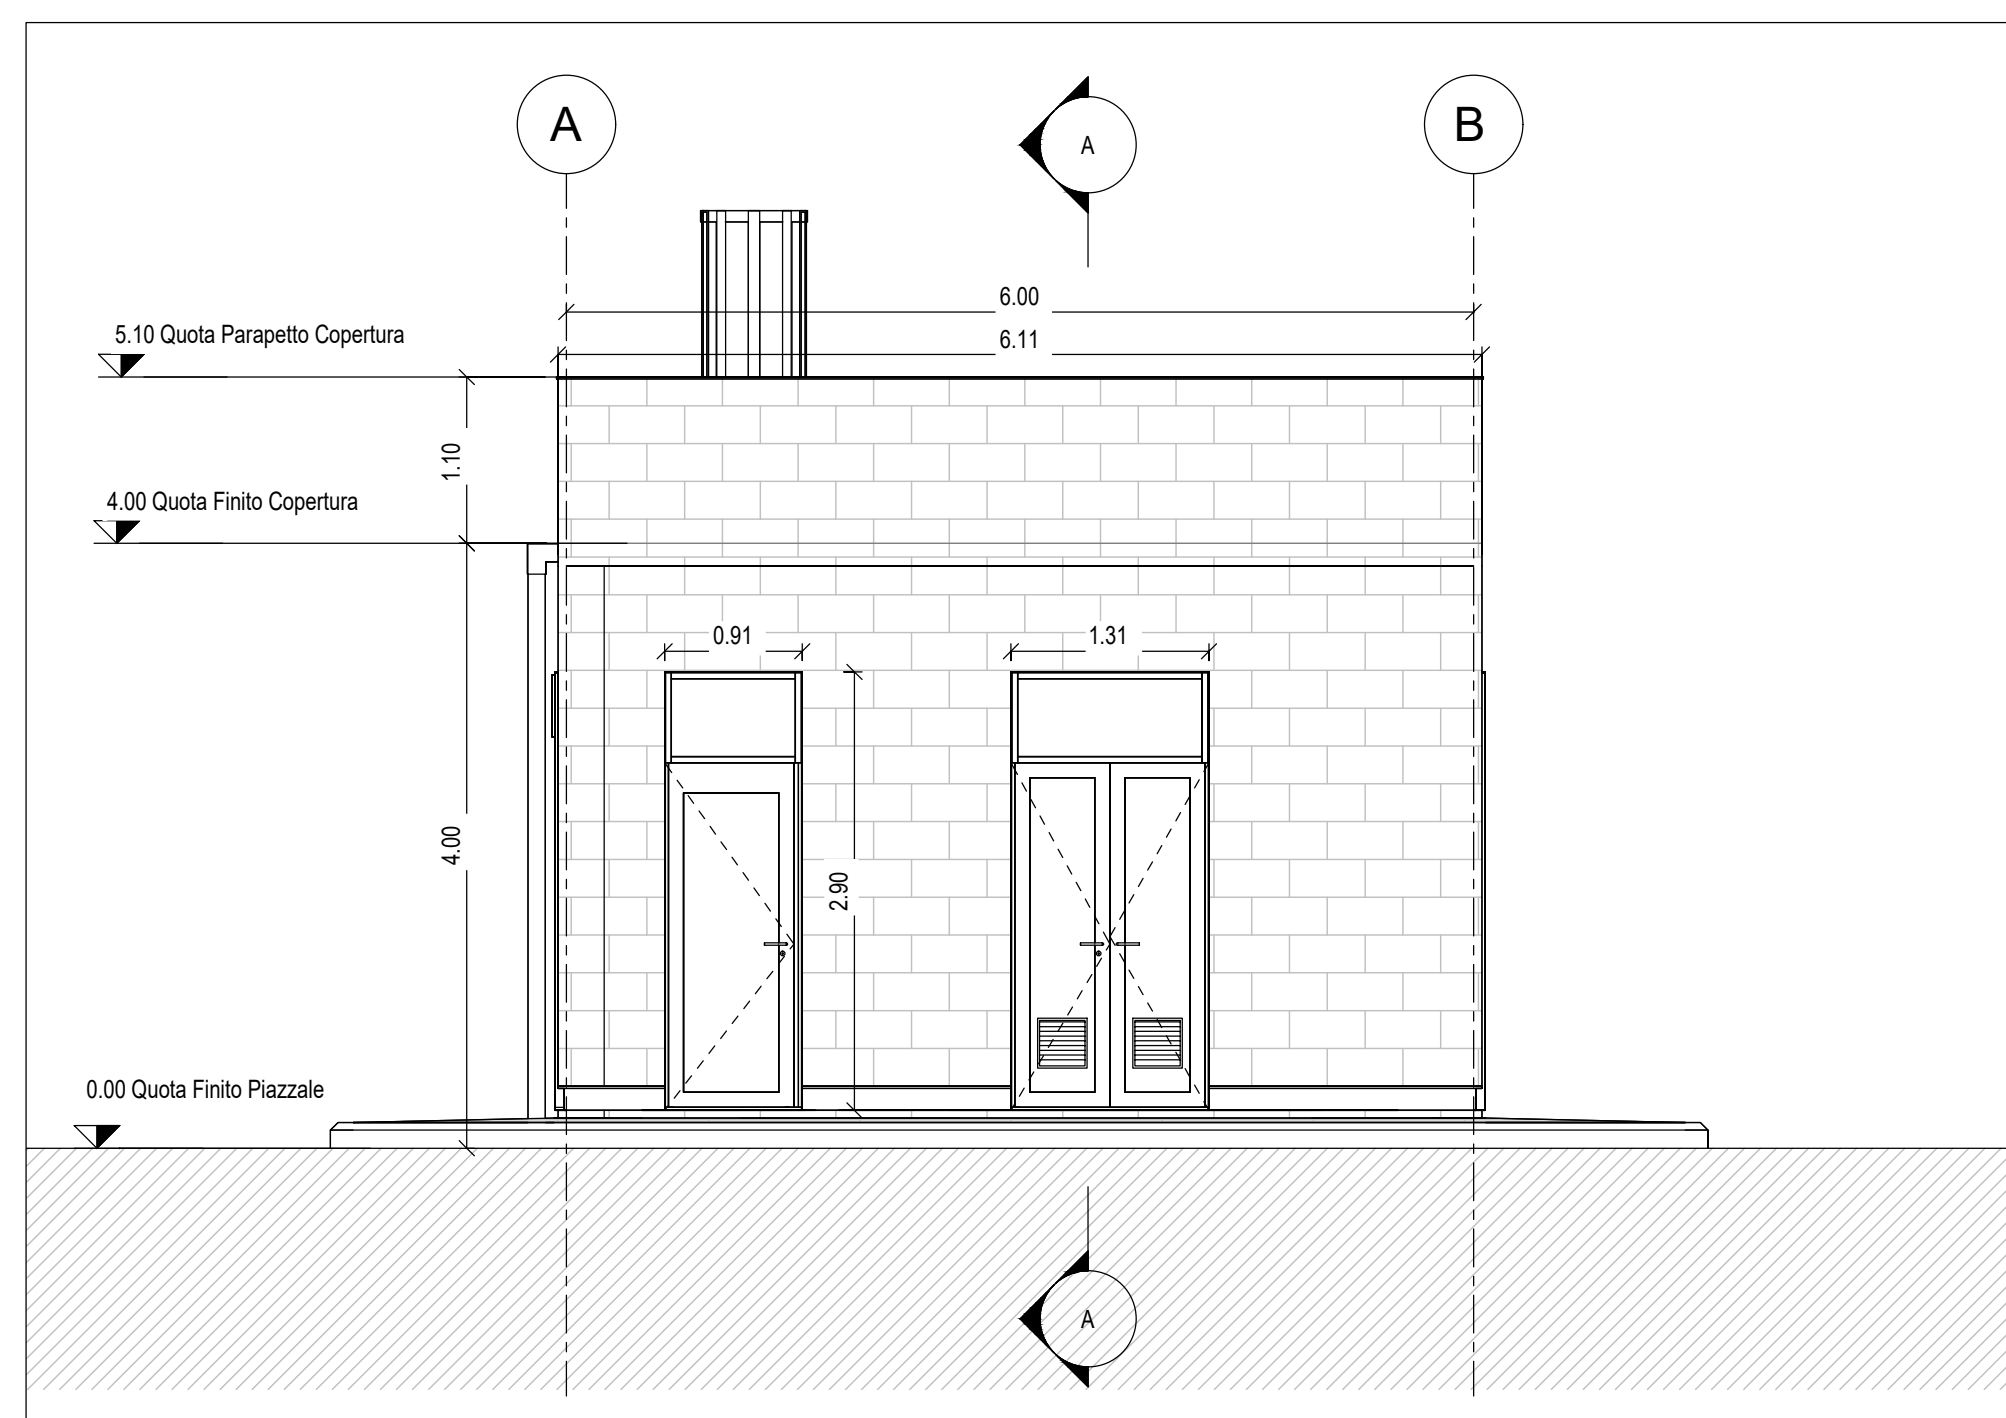 A
A
B
6.00
5.10 Quota Parapetto Copertura
6.11
1.10
4.00 Quota Finito Copertura
0.91
1.31
4.00
2.90
0.00 Quota Finito Piazzale
A